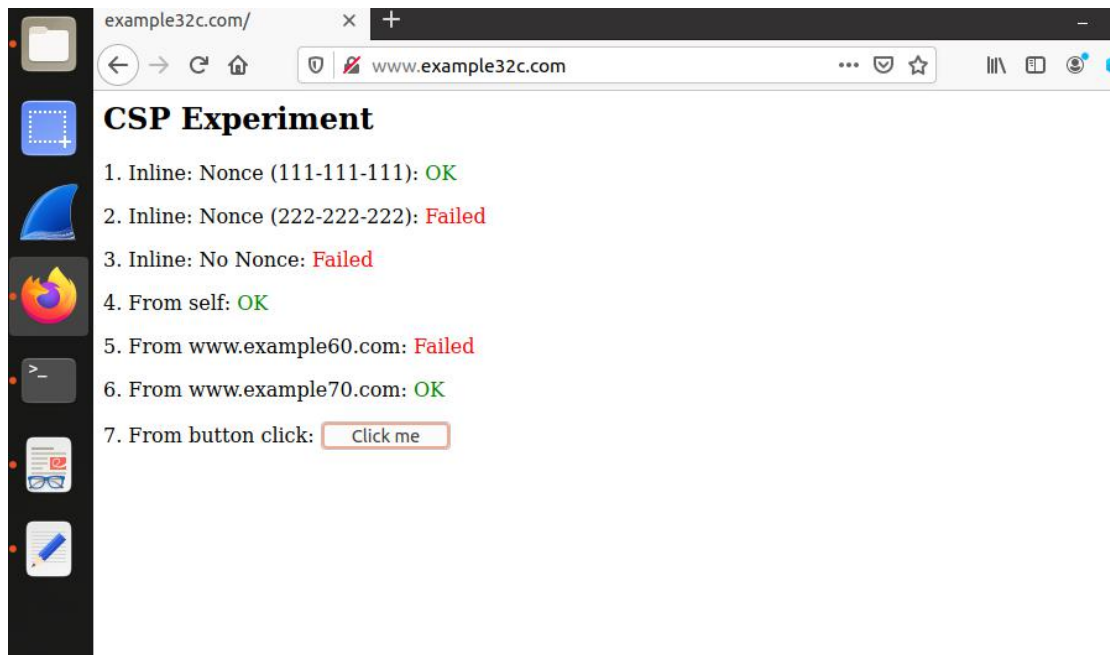 example32c.com/
www.example32c.com
CSP Experiment
1. Inline: Nonce (111-111-111): OK
2. Inline: Nonce (222-222-222): Failed
3. Inline: No Nonce: Failed
4. From self: OK
5. From www.example60.com: Failed
6. From www.example70.com: OK
7. From button click: Click me